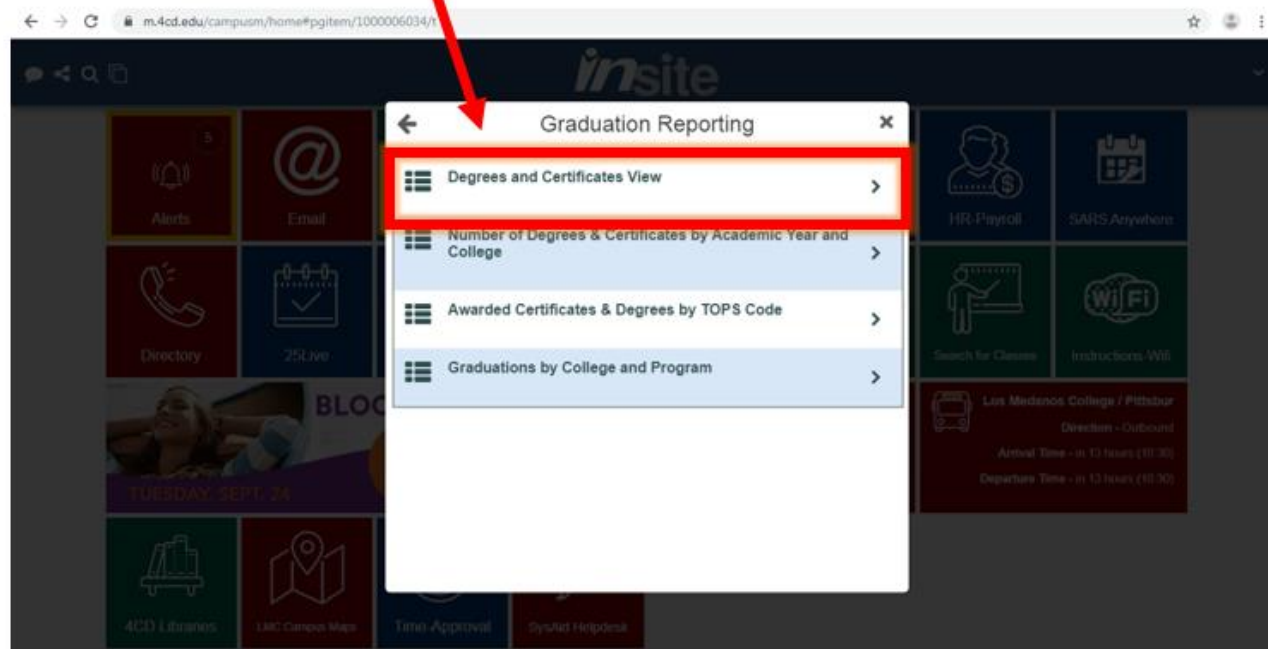 m.4cd.edu/campusm/home#pgitem/1000006034/
insite
5
Alerts
Email
HR-Payroll
SARS Anywhere
Graduation Reporting
Degrees and Certificates View
Number of Degrees & Certificates by Academic Year and
College
Awarded Certificates & Degrees by TOPS Code
Graduations by College and Program
Directory
25Live
Search for Classes
WiFi
Instructions-Wifi
BLO
TUESDAY, SEPT. 24
Los Medanos College / Pittsbur
Direction - Outbound
Arrival Time - in 13 hours (10:30)
Departure Time - in 13 hours (10:30)
4CD Libraries
LMC Campus Maps
Time-Approval
SysAid Helpdesk